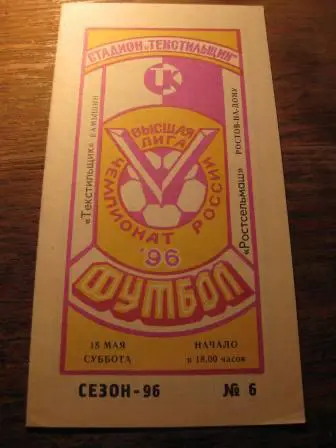 СТАДИОН „ТЕКСТИЛЬЩИК"
ТК
«Текстильщик» КАМЫШИН
ВЫСШАЯ ЛИГА
ЧЕМПИОНАТ РОССИИ
'96
«Ростсельмаш» РОСТОВ-НА-ДОНУ
ФУТБОЛ
18 МАЯ
СУББОТА
НАЧАЛО
в 18.00 часов
СЕЗОН-96
№ 6